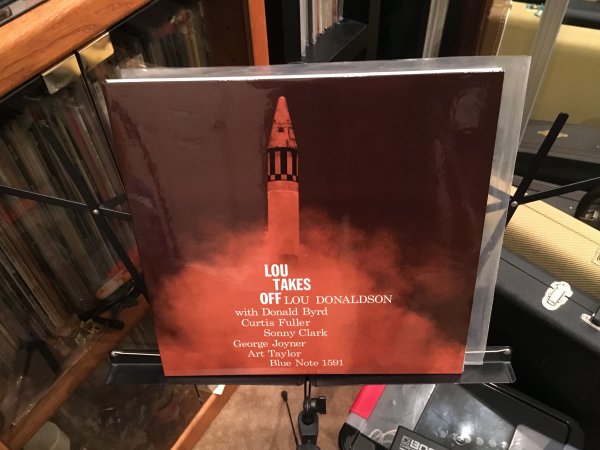 LOU
TAKES
OFF LOU DONALDSON
with Donald Byrd
Curtis Fuller
Sonny Clark
George Joyner
Art Taylor
Blue Note 1591